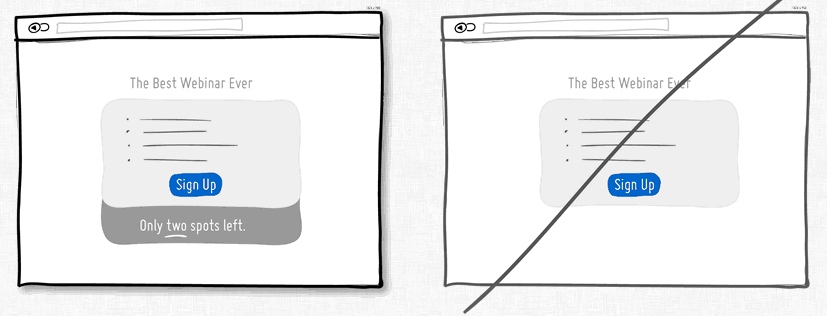 The Best Webinar Ever
Sign Up
Only two spots left.
The Best Webinar Ever
Sign Up